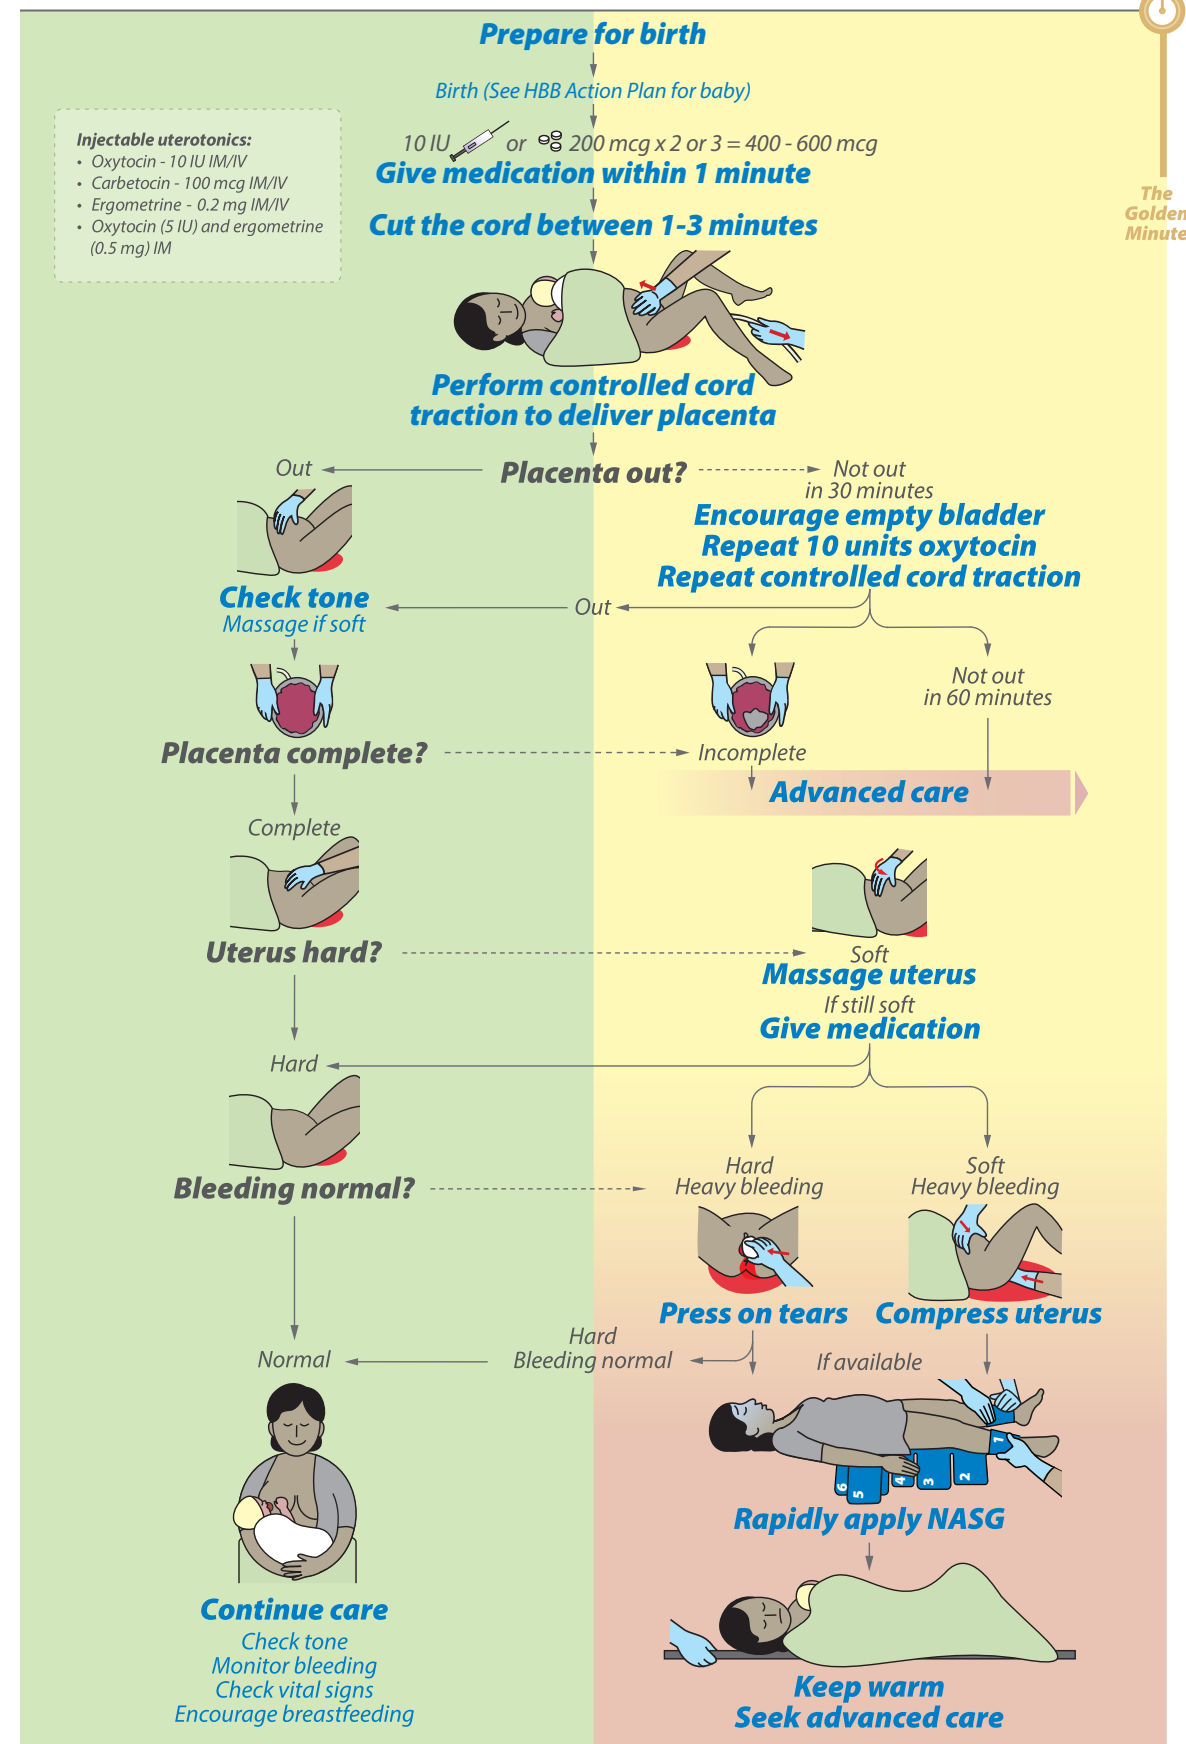 Prepare for birth
Birth (See HBB Action Plan for baby)
Injectable uterotonics:
• Oxytocin - 10 IU IM/IV
• Carbetocin - 100 mcg IM/IV
• Ergometrine - 0.2 mg IM/IV
• Oxytocin (5 IU) and ergometrine
(0.5 mg) IM
10 IU or 200 mcg x 2 or 3 = 400 - 600 mcg
Give medication within 1 minute
The
Golden
Minute
Cut the cord between 1-3 minutes
Perform controlled cord
traction to deliver placenta
Placenta out?
Out
Not out
in 30 minutes
Encourage empty bladder
Repeat 10 units oxytocin
Repeat controlled cord traction
Out
Check tone
Massage if soft
Not out
in 60 minutes
Placenta complete?
Incomplete
Advanced care
Complete
Uterus hard?
Soft
Massage uterus
If still soft
Give medication
Hard
Bleeding normal?
Hard
Heavy bleeding
Soft
Heavy bleeding
Press on tears
Compress uterus
Hard
Bleeding normal
Normal
If available
1
2
3
4
5
6
Rapidly apply NASG
Continue care
Check tone
Monitor bleeding
Check vital signs
Encourage breastfeeding
Keep warm
Seek advanced care